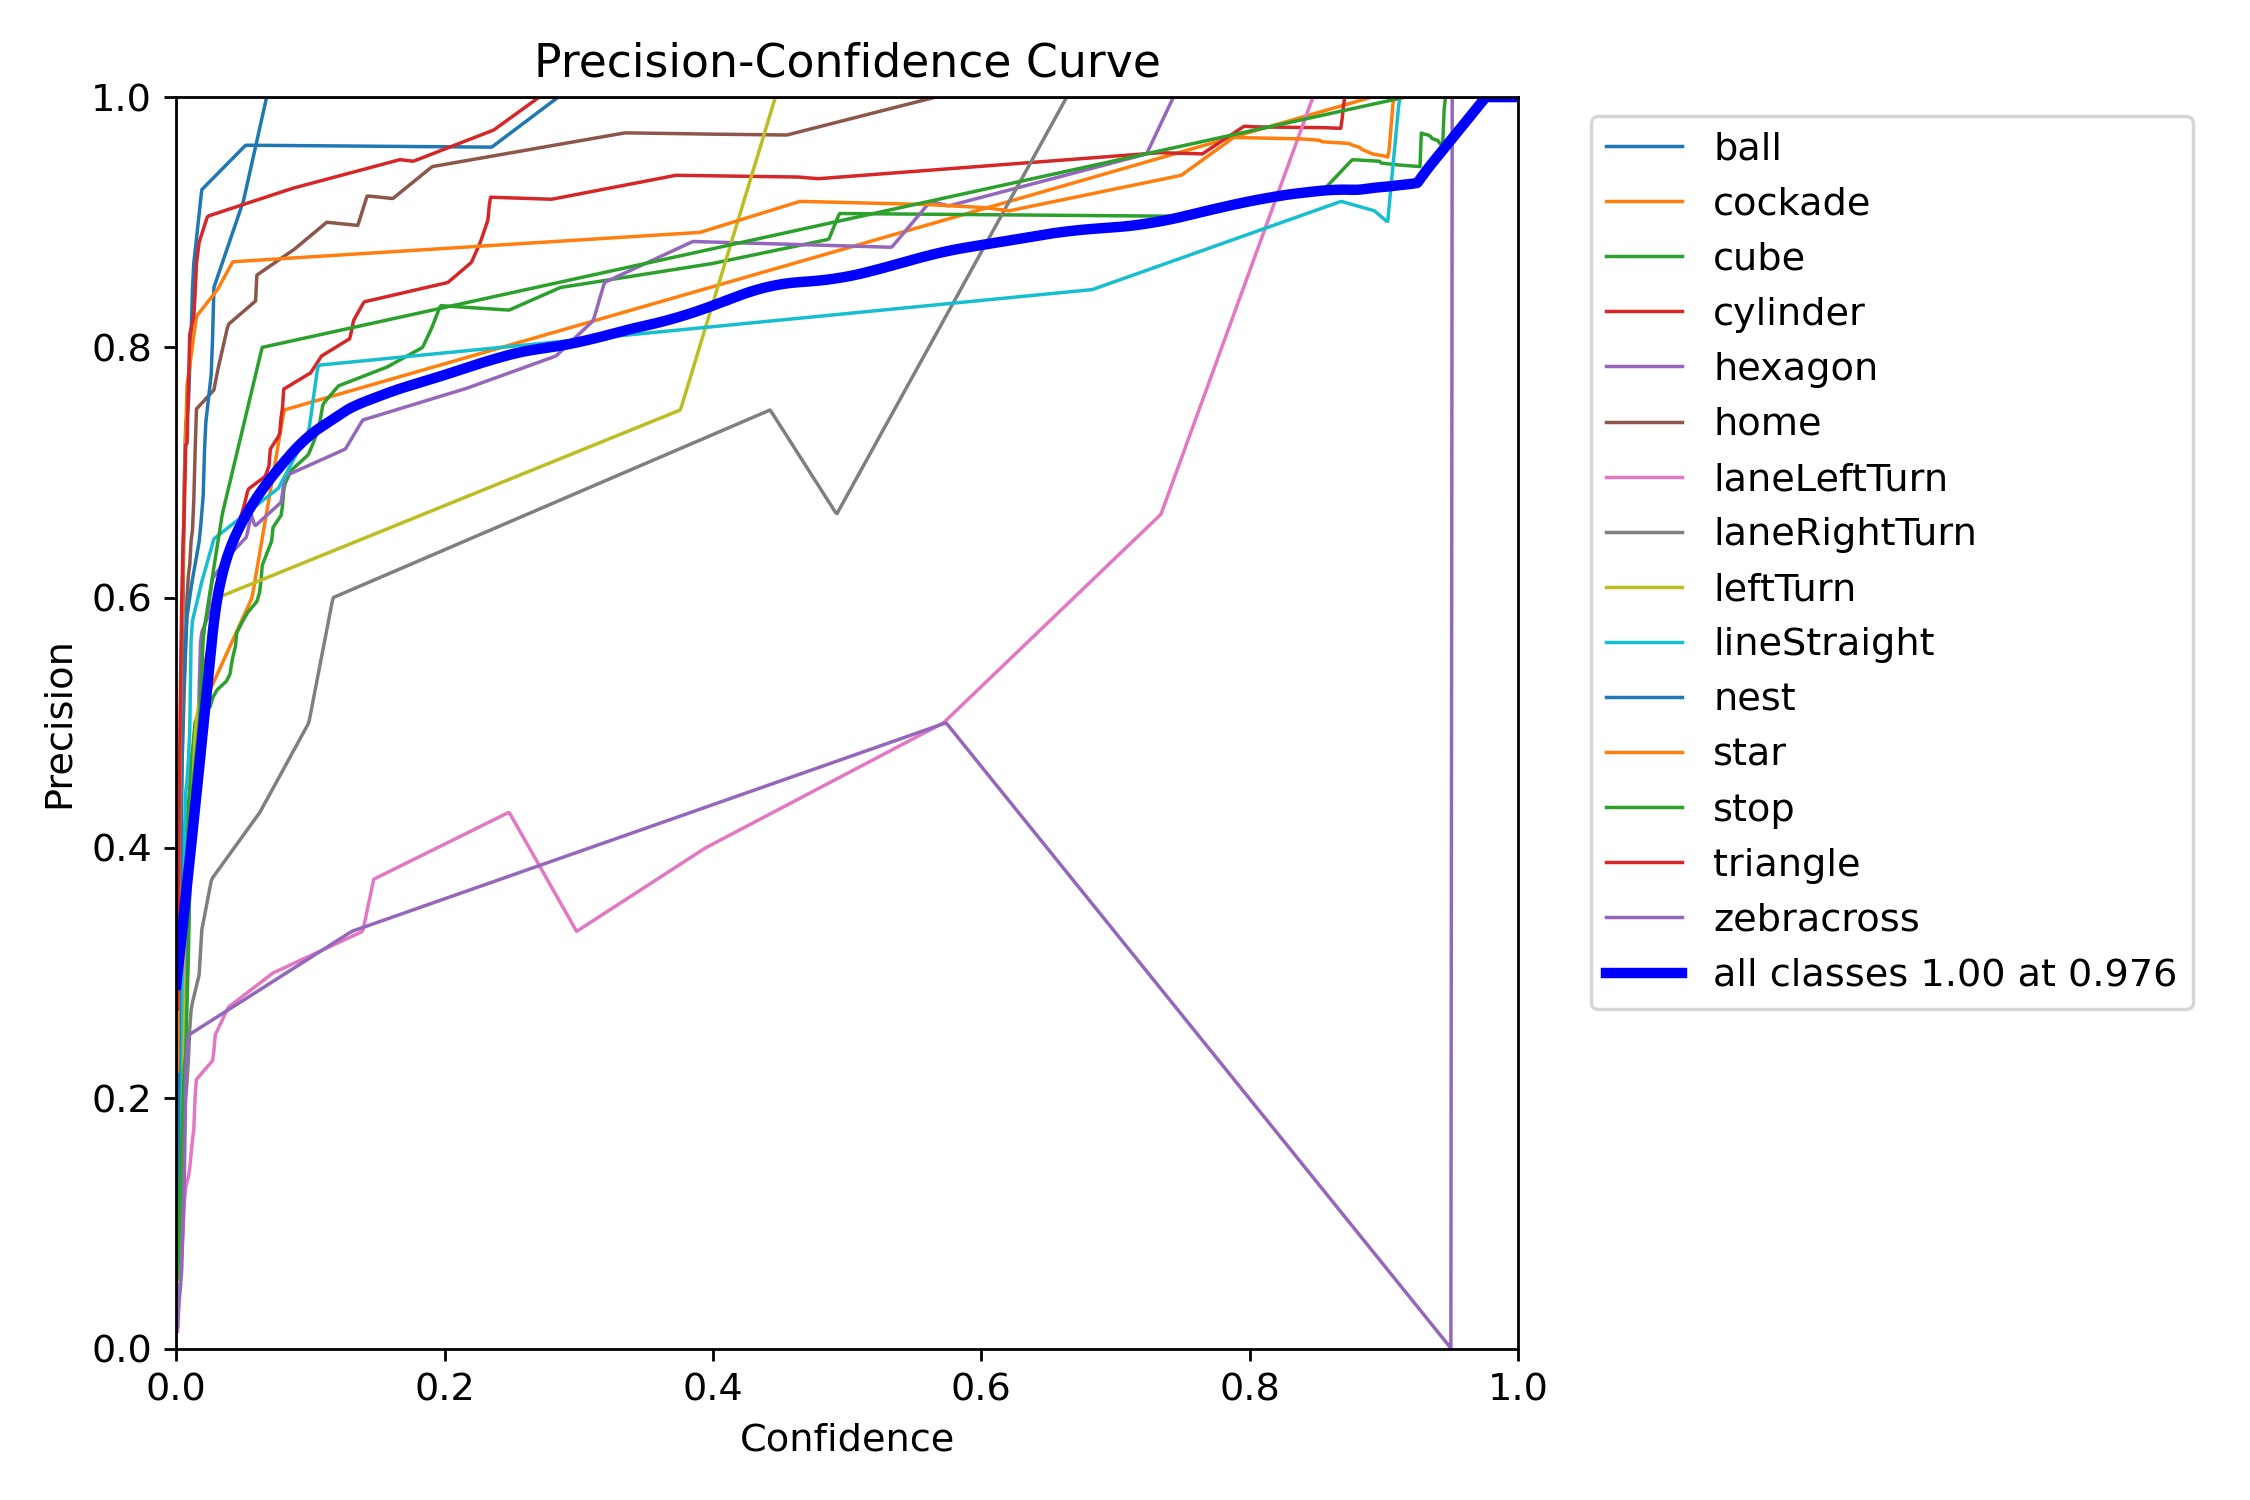 Precision-Confidence Curve
1.0
0.8
0.6
0.4
0.2
0.0
Precision
0.0 0.2 0.4 0.6 0.8 1.0
Confidence
ball
cockade
cube
cylinder
hexagon
home
laneLeftTurn
laneRightTurn
leftTurn
lineStraight
nest
star
stop
triangle
zebracross
all classes 1.00 at 0.976